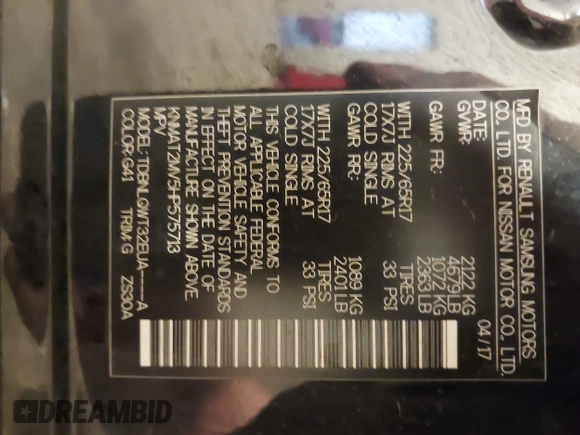 MFD BY RENAULT SAMSUNG MOTORS
CO, LTD. FOR NISSAN MOTOR CO., LTD.
DATE: 04/17
GVWR: 2122 KG
4679 LB
GAWR FR: 1072 KG
2363 LB
WITH 225/65R17 TIRES
17X7J RIMS AT 33 PSI
COLD SINGLE
GAWR RR: 1089 KG
2401 LB
WITH 225/65R17 TIRES
17X7J RIMS AT 33 PSI
COLD SINGLE
THIS VEHICLE CONFORMS TO
ALL APPLICABLE FEDERAL
MOTOR VEHICLE SAFETY AND
THEFT PREVENTION STANDARDS
IN EFFECT ON THE DATE OF
MANUFACTURE SHOWN ABOVE
KNMAT2MV5HP575713
MPV
MODEL: TDGNLGWT32EUA-----A
COLOR: G41 TRIM: G ZS30A
DREAMBID